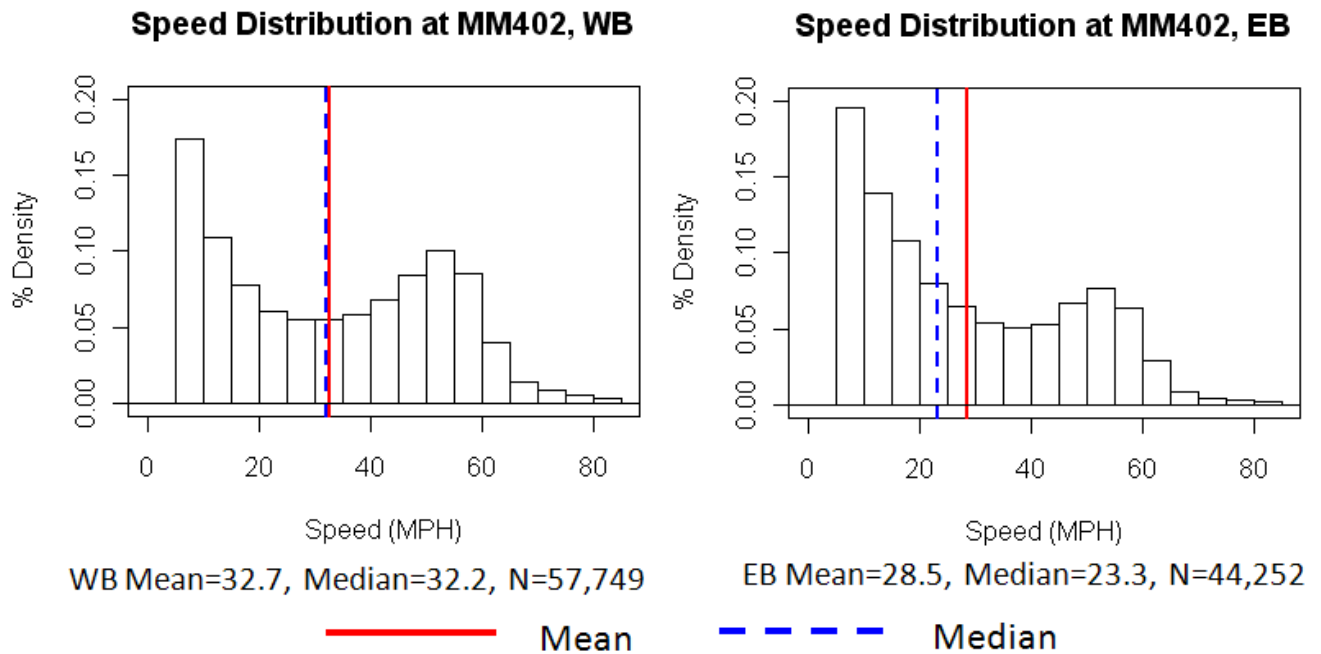 Speed Distribution at MM402, WB
0.20
0.15
0.10
0.05
0.00
% Density
0 20 40 60 80
Speed (MPH)
WB Mean=32.7, Median=32.2, N=57,749
Speed Distribution at MM402, EB
0.20
0.15
0.10
0.05
0.00
% Density
0 20 40 60 80
Speed (MPH)
EB Mean=28.5, Median=23.3, N=44,252
Mean
Median